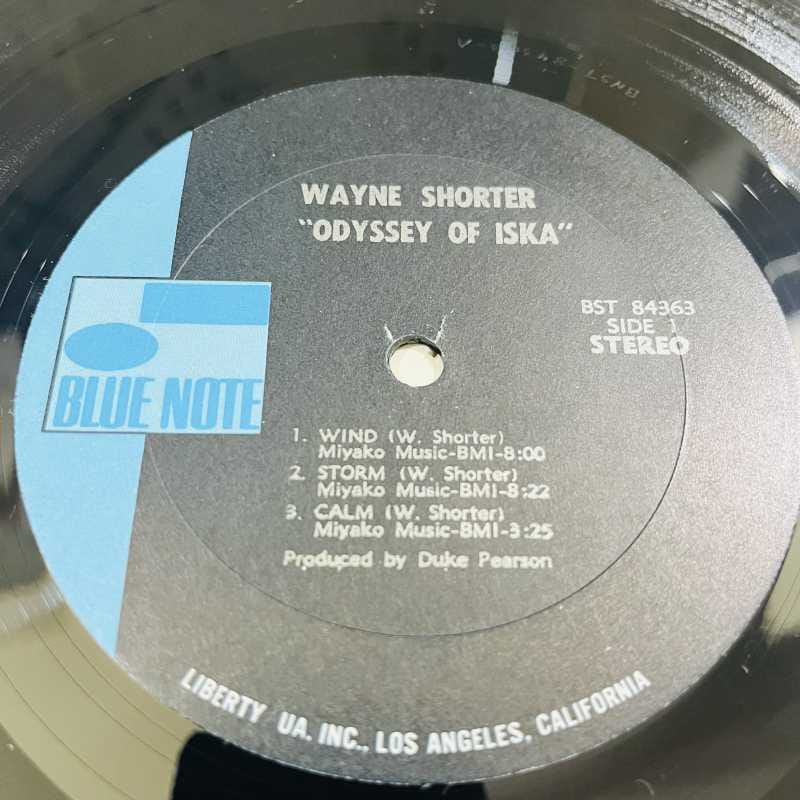 WAYNE SHORTER
"ODYSSEY OF ISKA"
BST 84363
SIDE 1
STEREO
BLUE NOTE
1. WIND (W. Shorter)
Miyako Music-BMI-8:00
2. STORM (W. Shorter)
Miyako Music-BMI-8:22
3. CALM (W. Shorter)
Miyako Music-BMI-3:25
Produced by Duke Pearson
LIBERTY UA. INC., LOS ANGELES, CALIFORNIA